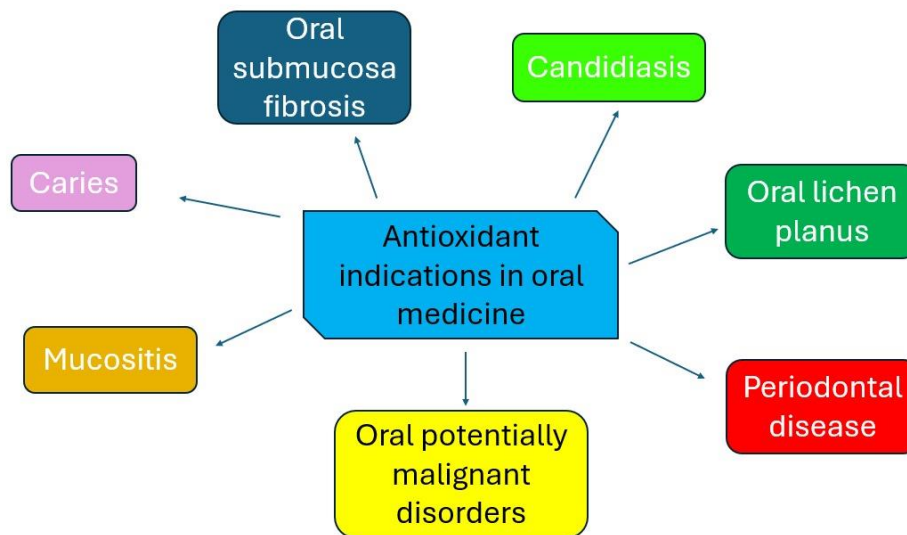 Oral
submucosa
fibrosis
Candidiasis
Caries
Oral lichen
planus
Antioxidant
indications in oral
medicine
Mucositis
Periodontal
disease
Oral potentially
malignant
disorders